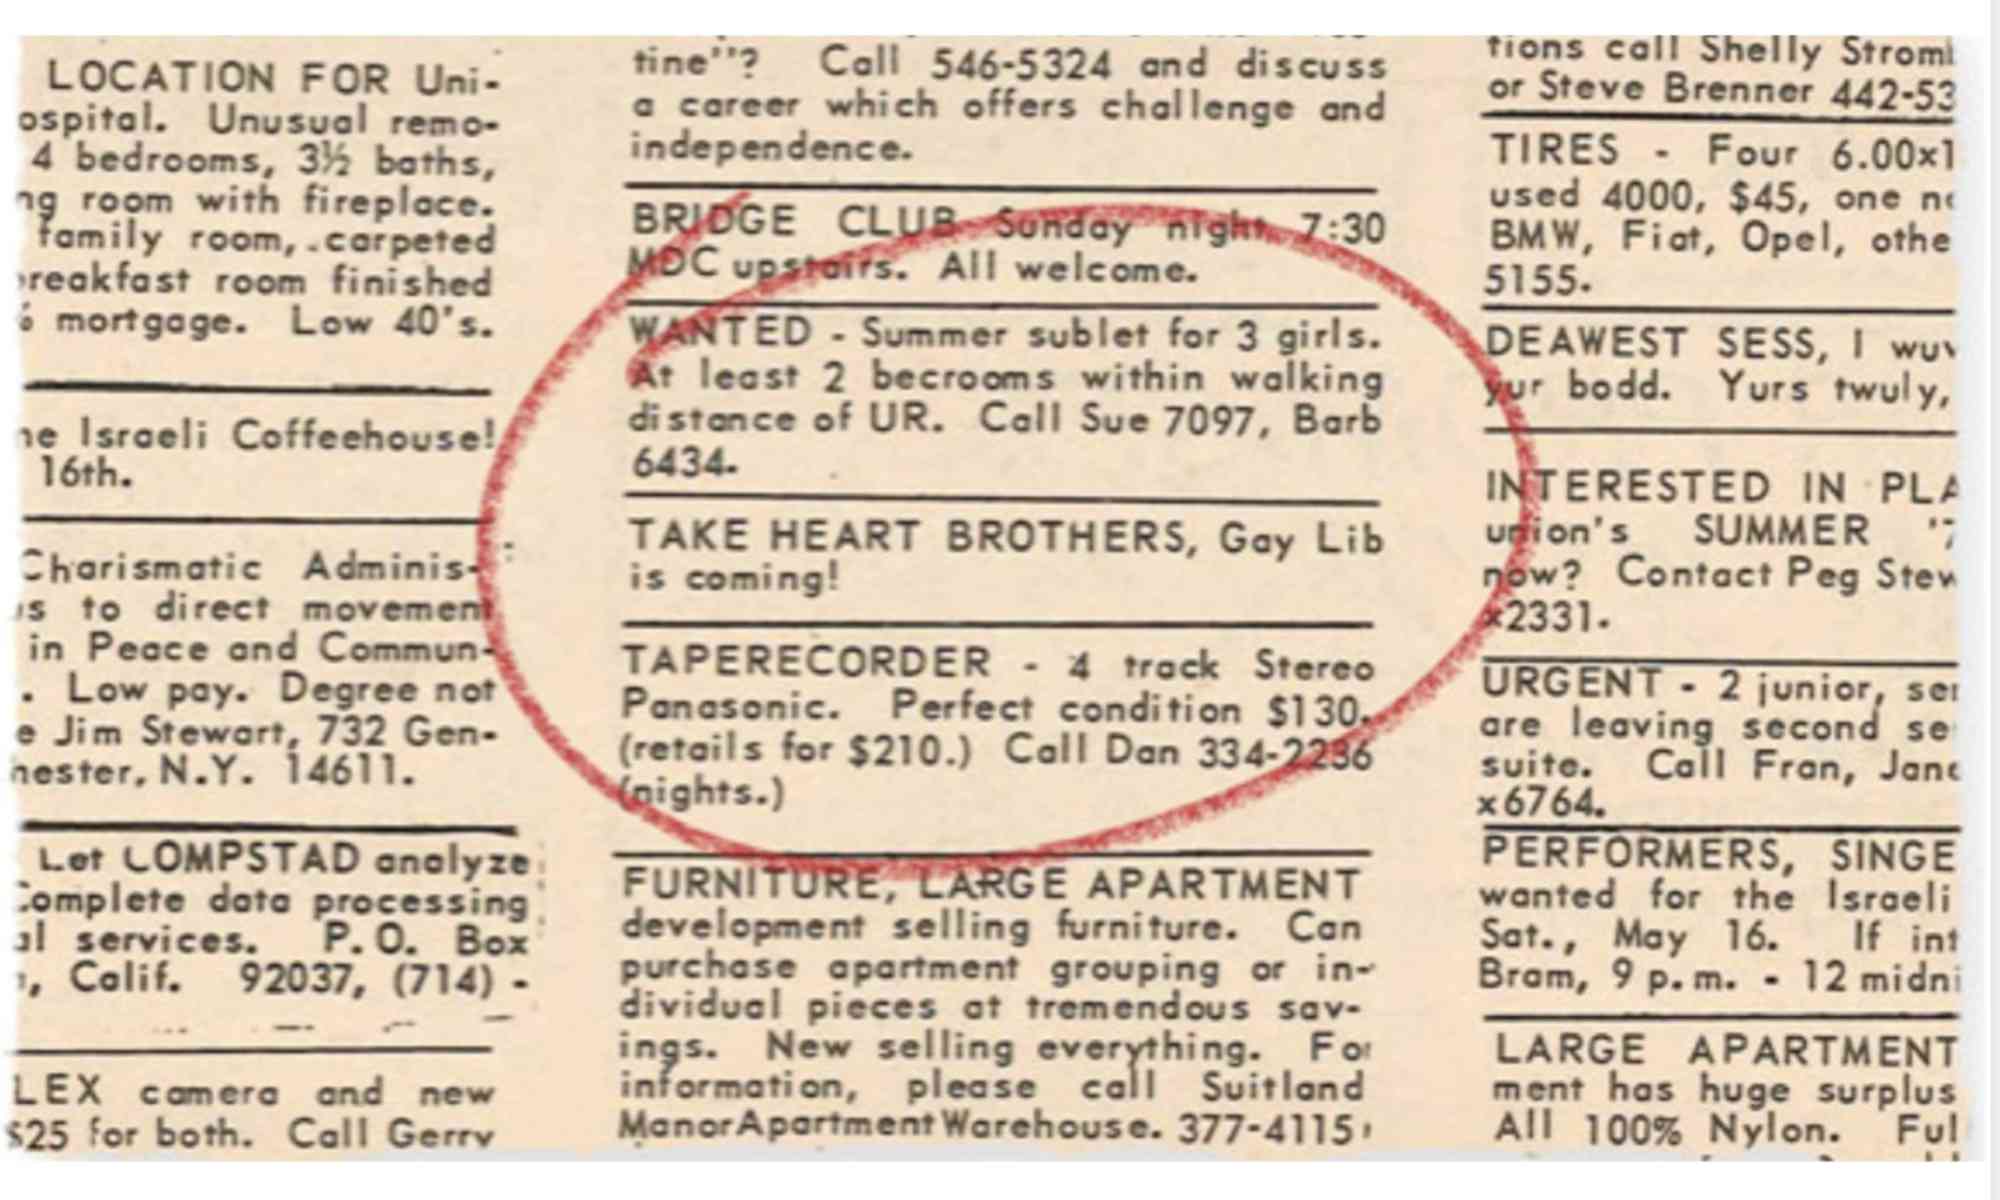 LOCATION FOR Uni-
ospital. Unusual remo-
4 bedrooms, 3½ baths,
ng room with fireplace.
family room, carpeted
reakfast room finished
mortgage. Low 40's.
he Israeli Coffeehouse!
16th.
Charismatic Adminis-
us to direct movement
in Peace and Commun-
. Low pay. Degree not
e Jim Stewart, 732 Gen-
hester, N.Y. 14611.
Let COMPSTAD analyze
Complete data processing
al services. P.O. Box
, Calif. 92037, (714) -
LEX camera and new
$25 for both. Call Gerry
tine"? Call 546-5324 and discuss
a career which offers challenge and
independence.
BRIDGE CLUB Sunday night, 7:30
MDC upstairs. All welcome.
WANTED - Summer sublet for 3 girls.
At least 2 becrooms within walking
distance of UR. Call Sue 7097, Barb
6434.
TAKE HEART BROTHERS, Gay Lib
is coming!
TAPERECORDER - 4 track Stereo
Panasonic. Perfect condition $130.
(retails for $210.) Call Dan 334-2236
(nights.)
FURNITURE, LARGE APARTMENT
development selling furniture. Can
purchase apartment grouping or in-
dividual pieces at tremendous sav-
ings. New selling everything. For
information, please call Suitland
Manor Apartment Warehouse. 377-4115
tions call Shelly Stroml
or Steve Brenner 442-53
TIRES - Four 6.00x1
used 4000, $45, one ne
BMW, Fiat, Opel, othe
5155.
DEAWEST SESS, I wuv
yur bodd. Yurs twuly,
INTERESTED IN PLA
union's SUMMER '7
now? Contact Peg Stew
x2331.
URGENT - 2 junior, sen
are leaving second se
suite. Call Fran, Jane
x6764.
PERFORMERS, SINGE
wanted for the Israeli
Sat., May 16. If int
Bram, 9 p.m. - 12 midni
LARGE APARTMENT
ment has huge surplus
All 100% Nylon. Ful